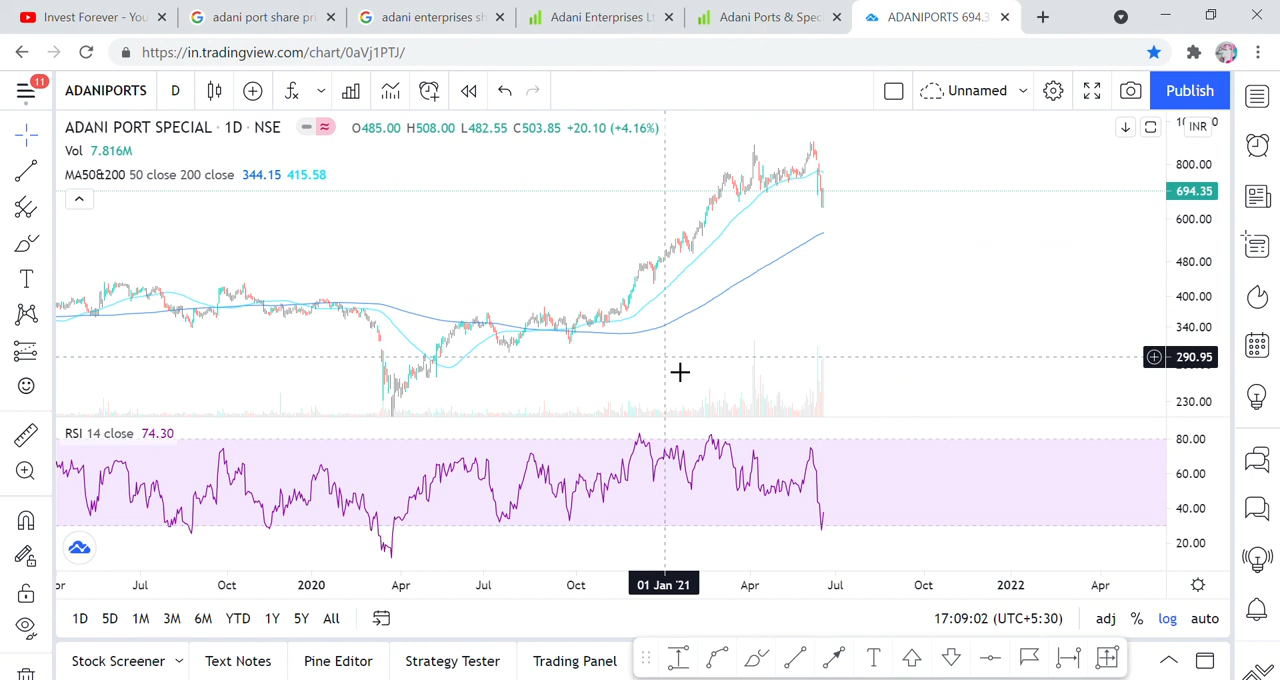 Invest Forever - You
adani port share pri
adani enterprises sh
Adani Enterprises Lt
Adani Ports & Spec
ADANIPORTS 694.3
https://in.tradingview.com/chart/0aVj1PTJ/
11
ADANIPORTS
D
Unnamed
Publish
ADANI PORT SPECIAL · 1D · NSE
O485.00 H508.00 L482.55 C503.85 +20.10 (+4.16%)
INR
Vol 7.816M
MA50&200 50 close 200 close 344.15 415.58
800.00
694.35
600.00
480.00
400.00
340.00
290.95
230.00
RSI 14 close 74.30
80.00
60.00
40.00
20.00
Jul
Oct
2020
Apr
Jul
Oct
01 Jan '21
Apr
Jul
Oct
2022
Apr
1D 5D 1M 3M 6M YTD 1Y 5Y All
17:09:02 (UTC+5:30) adj % log auto
Stock Screener
Text Notes
Pine Editor
Strategy Tester
Trading Panel